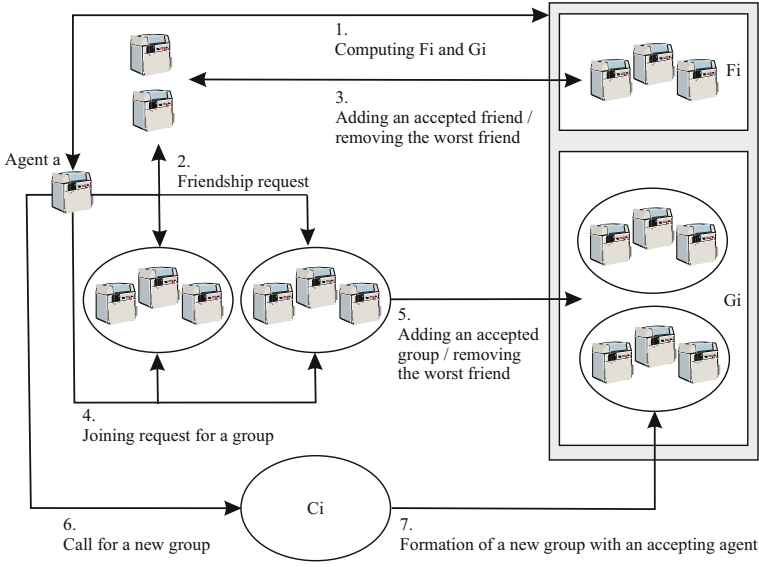 1.
Computing Fi and Gi
Fi
3.
Adding an accepted friend /
removing the worst friend
Agent a
2.
Friendship request
Gi
5.
Adding an accepted
group / removing
the worst friend
4.
Joining request for a group
Ci
6.
Call for a new group
7.
Formation of a new group with an accepting agent